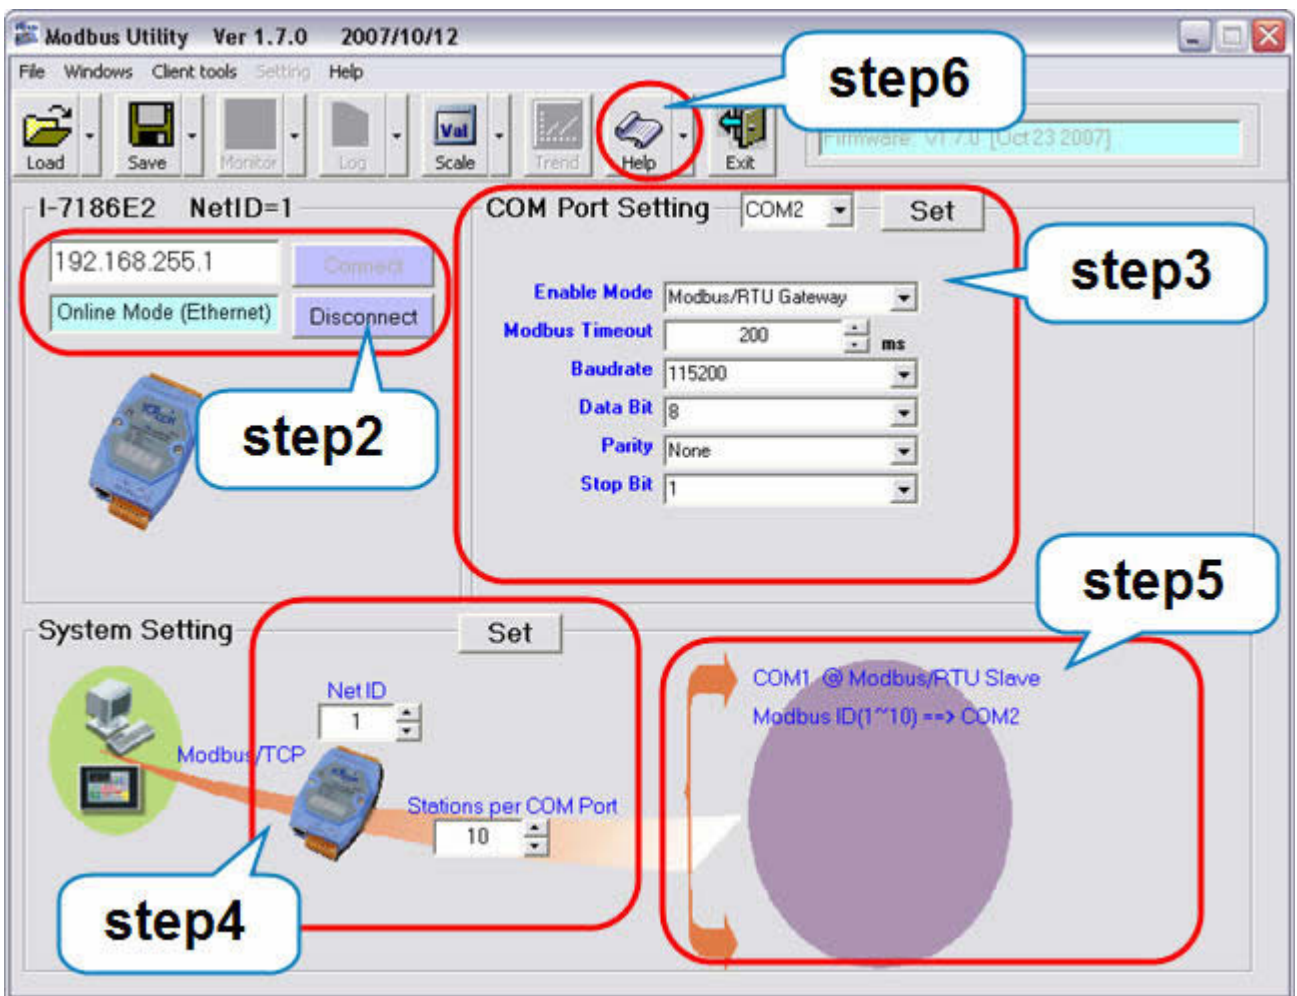 Modbus Utility Ver 1.7.0 2007/10/12
File Windows Client tools Setting Help
step6
Load Save Monitor Log Scale Trend Help Exit
Val
Firmware: v1.7.0 [Oct 23 2007]
I-7186E2 NetID=1
COM Port Setting COM2 Set
192.168.255.1 Connect
Online Mode (Ethernet) Disconnect
step3
Enable Mode Modbus/RTU Gateway
Modbus Timeout 200 ms
Baudrate 115200
Data Bit 8
Parity None
Stop Bit 1
step2
step5
System Setting Set
COM1 @ Modbus/RTU Slave
Modbus ID(1~10) ==> COM2
Net ID
1
Modbus/TCP
Stations per COM Port
10
step4